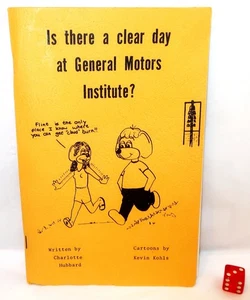 Is there a clear day
at General Motors
Institute?
Flint is the only
place I know where
you can get
burn!!
Written by
Charlotte
Hubbard
Cartoons by
Kevin Kohls